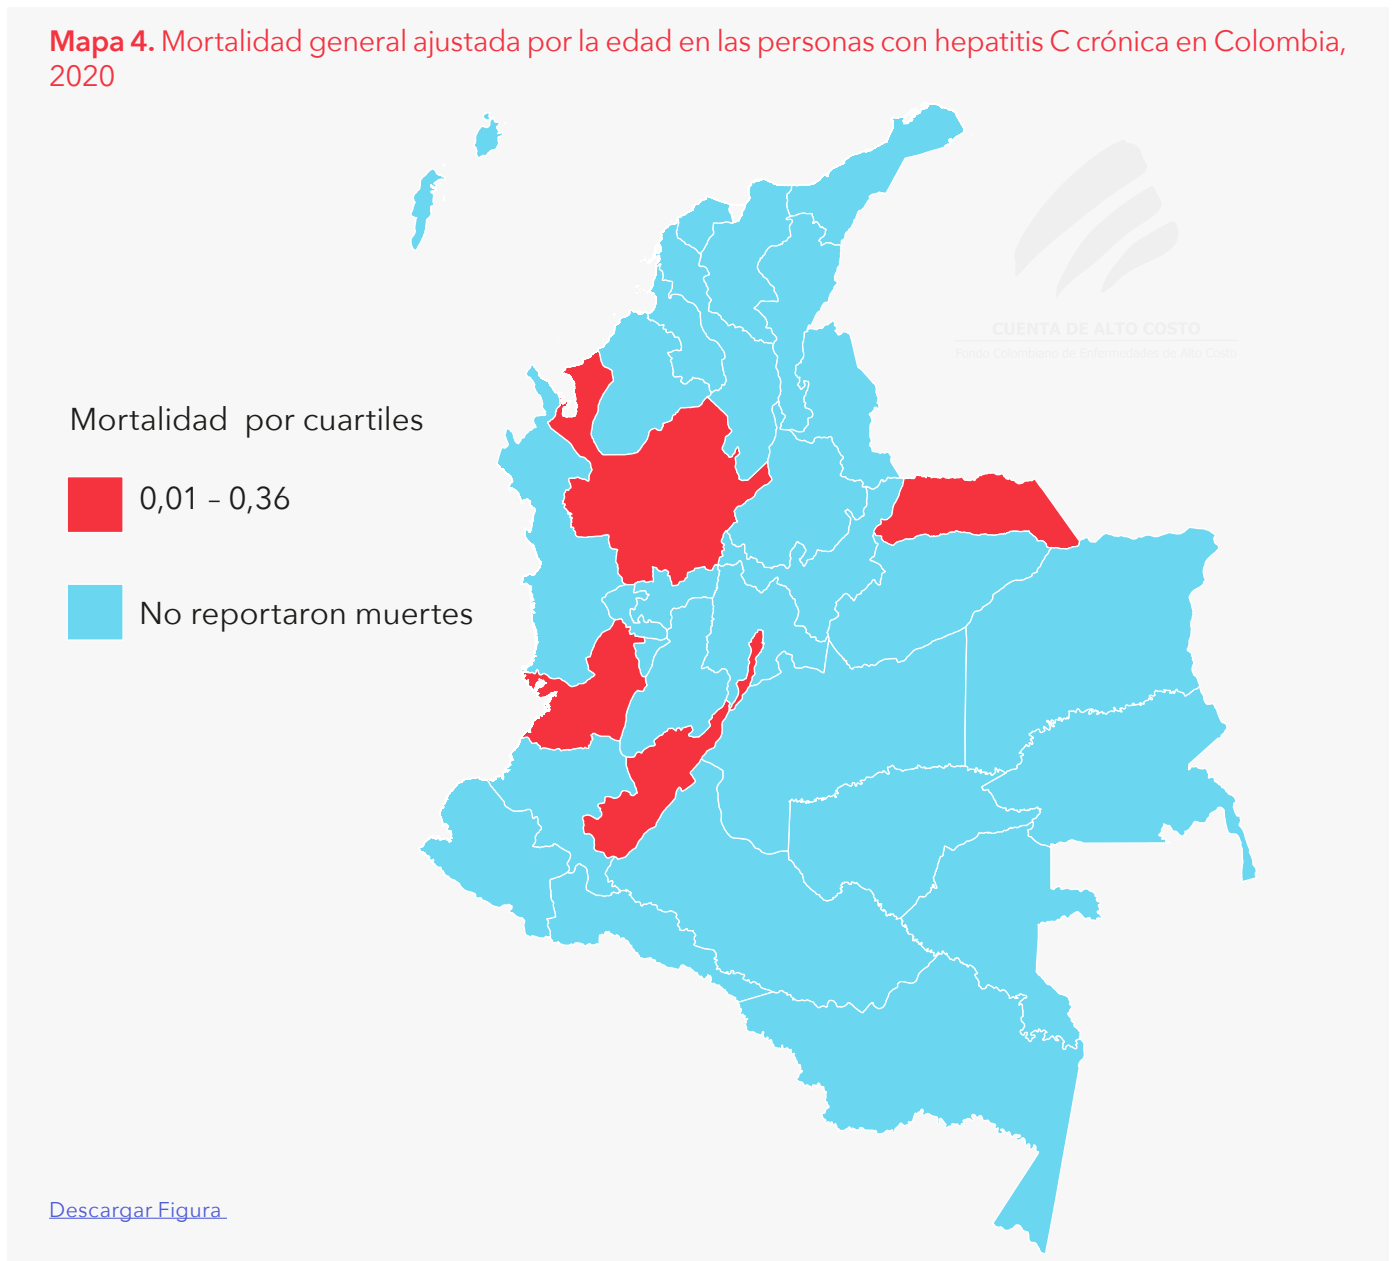 Mapa 4. Mortalidad general ajustada por la edad en las personas con hepatitis C crónica en Colombia,
2020
CUENTA DE ALTO COSTO
Fondo Colombiano de Enfermedades de Alto Costo
Mortalidad  por cuartiles
0,01 – 0,36
No reportaron muertes
Descargar Figura